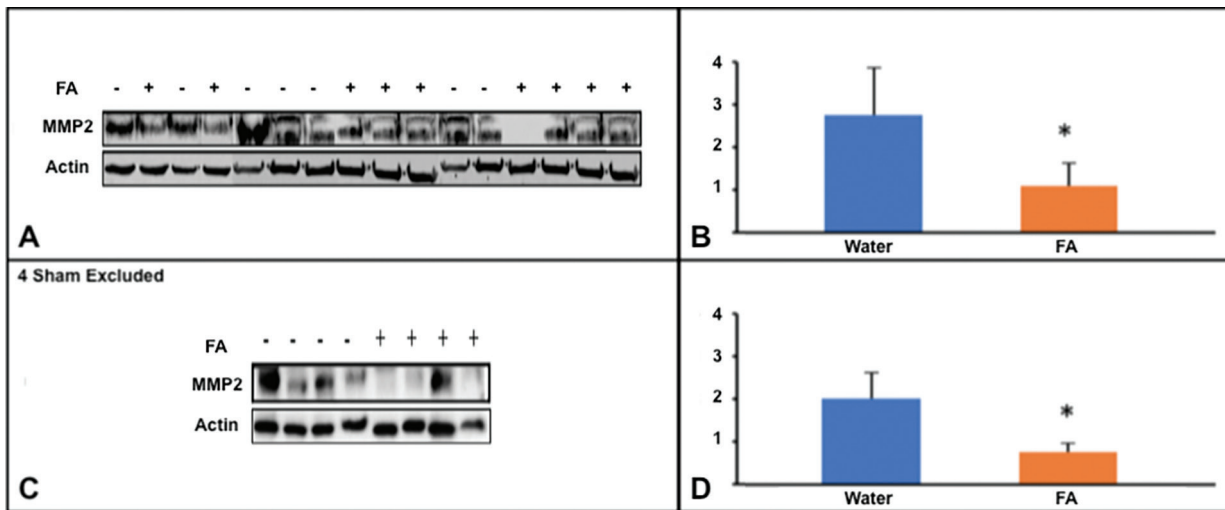 FA - + - + - - - + + + - - + + + +
MMP2
Actin
A
4
3
2
1
*
Water FA
B
4 Sham Excluded
FA - - - - + + + +
MMP2
Actin
C
4
3
2
1
*
Water FA
D